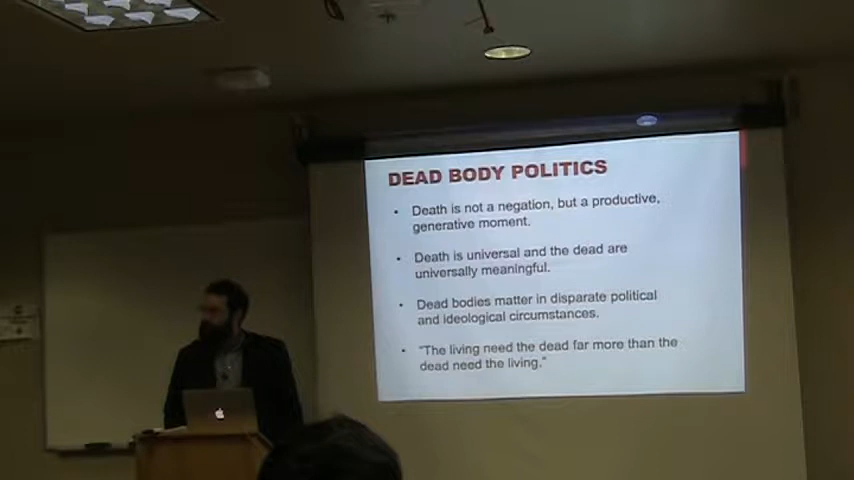 DEAD BODY POLITICS
• Death is not a negation, but a productive,
generative moment.
• Death is universal and the dead are
universally meaningful.
• Dead bodies matter in disparate political
and ideological circumstances.
• "The living need the dead far more than the
dead need the living."